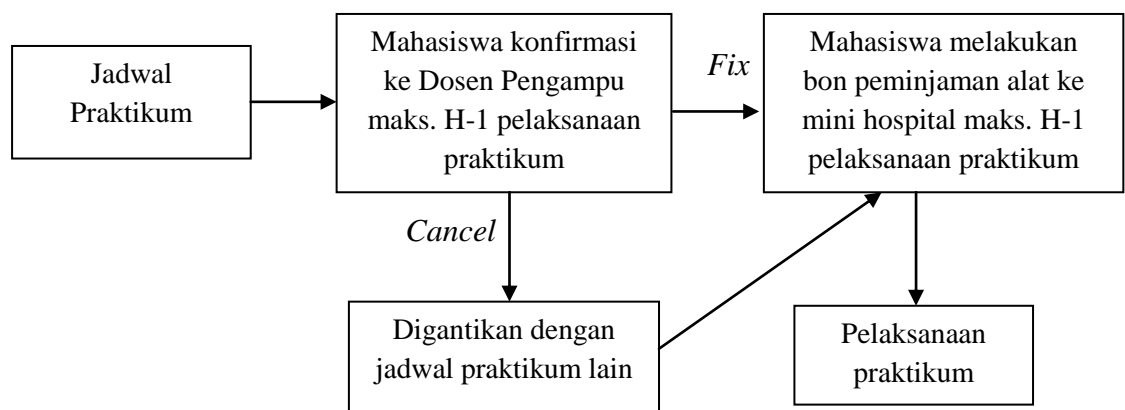 Jadwal
Praktikum
Mahasiswa konfirmasi
ke Dosen Pengampu
maks. H-1 pelaksanaan
praktikum
Fix
Mahasiswa melakukan
bon peminjaman alat ke
mini hospital maks. H-1
pelaksanaan praktikum
Cancel
Digantikan dengan
jadwal praktikum lain
Pelaksanaan
praktikum